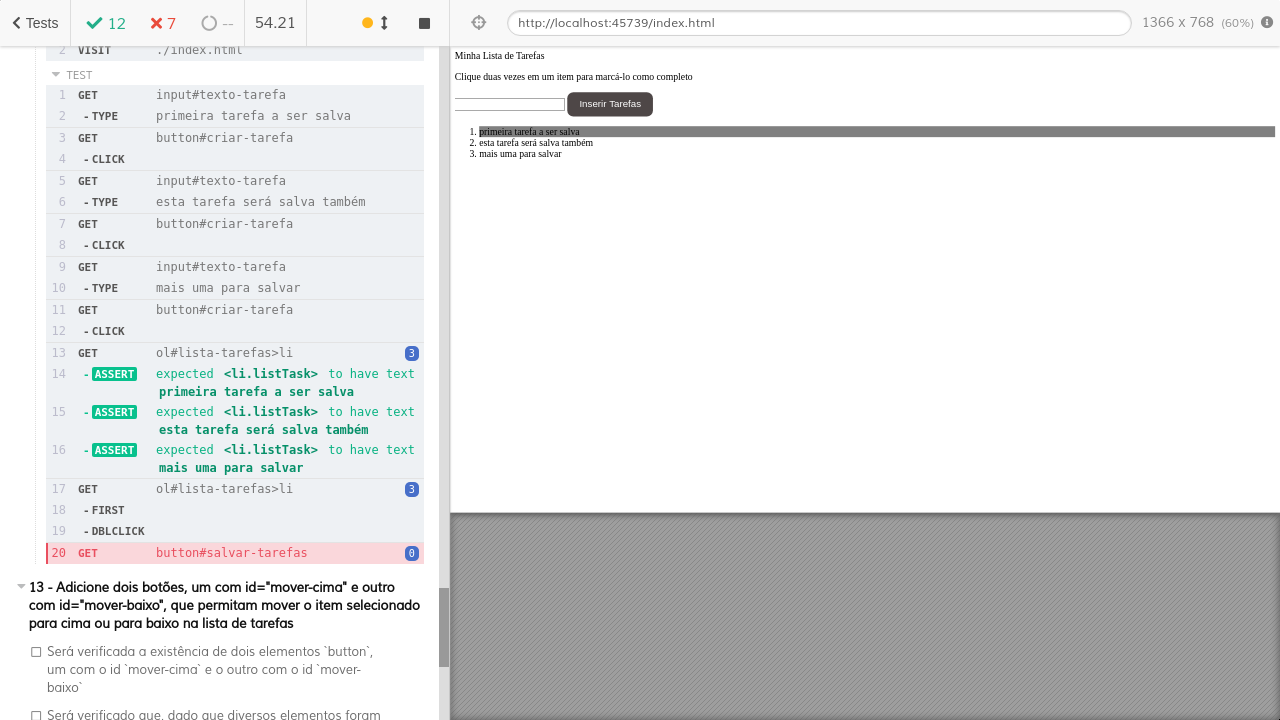 Tests 12 7 -- 54.21
http://localhost:45739/index.html 1366 x 768 (60%)
2 VISIT ./index.html
TEST
1 GET input#texto-tarefa
2 -TYPE primeira tarefa a ser salva
3 GET button#criar-tarefa
4 -CLICK
5 GET input#texto-tarefa
6 -TYPE esta tarefa será salva também
7 GET button#criar-tarefa
8 -CLICK
9 GET input#texto-tarefa
10 -TYPE mais uma para salvar
11 GET button#criar-tarefa
12 -CLICK
13 GET ol#lista-tarefas>li 3
14 -ASSERT expected <li.listTask> to have text
primeira tarefa a ser salva
15 -ASSERT expected <li.listTask> to have text
esta tarefa será salva também
16 -ASSERT expected <li.listTask> to have text
mais uma para salvar
17 GET ol#lista-tarefas>li 3
18 -FIRST
19 -DBLCLICK
20 GET button#salvar-tarefas 0
13 - Adicione dois botões, um com id="mover-cima" e outro
com id="mover-baixo", que permitam mover o item selecionado
para cima ou para baixo na lista de tarefas
Será verificada a existência de dois elementos `button`,
um com o id `mover-cima` e o outro com o id `mover-
baixo`
Será verificado que, dado que diversos elementos foram
Minha Lista de Tarefas
Clique duas vezes em um item para marcá-lo como completo
Inserir Tarefas
1. primeira tarefa a ser salva
2. esta tarefa será salva também
3. mais uma para salvar